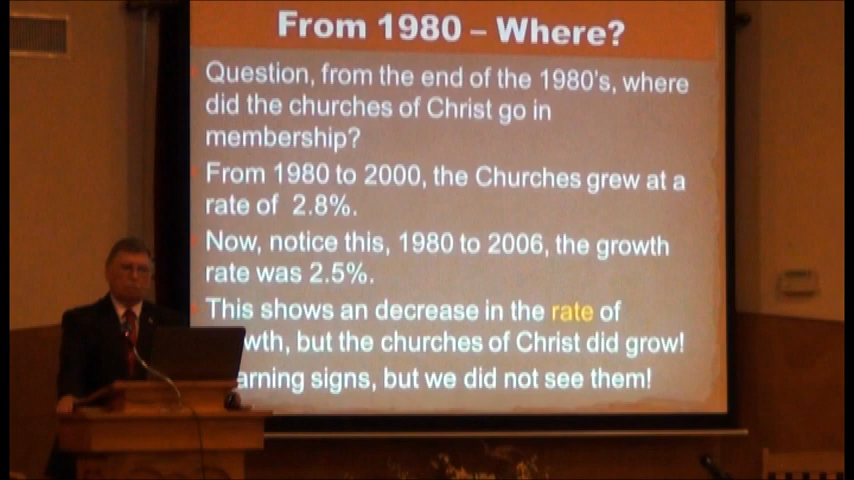 From 1980 – Where?
Question, from the end of the 1980's, where
did the churches of Christ go in
membership?
From 1980 to 2000, the Churches grew at a
rate of 2.8%.
Now, notice this, 1980 to 2006, the growth
rate was 2.5%.
This shows an decrease in the rate of
wth, but the churches of Christ did grow!
arning signs, but we did not see them!